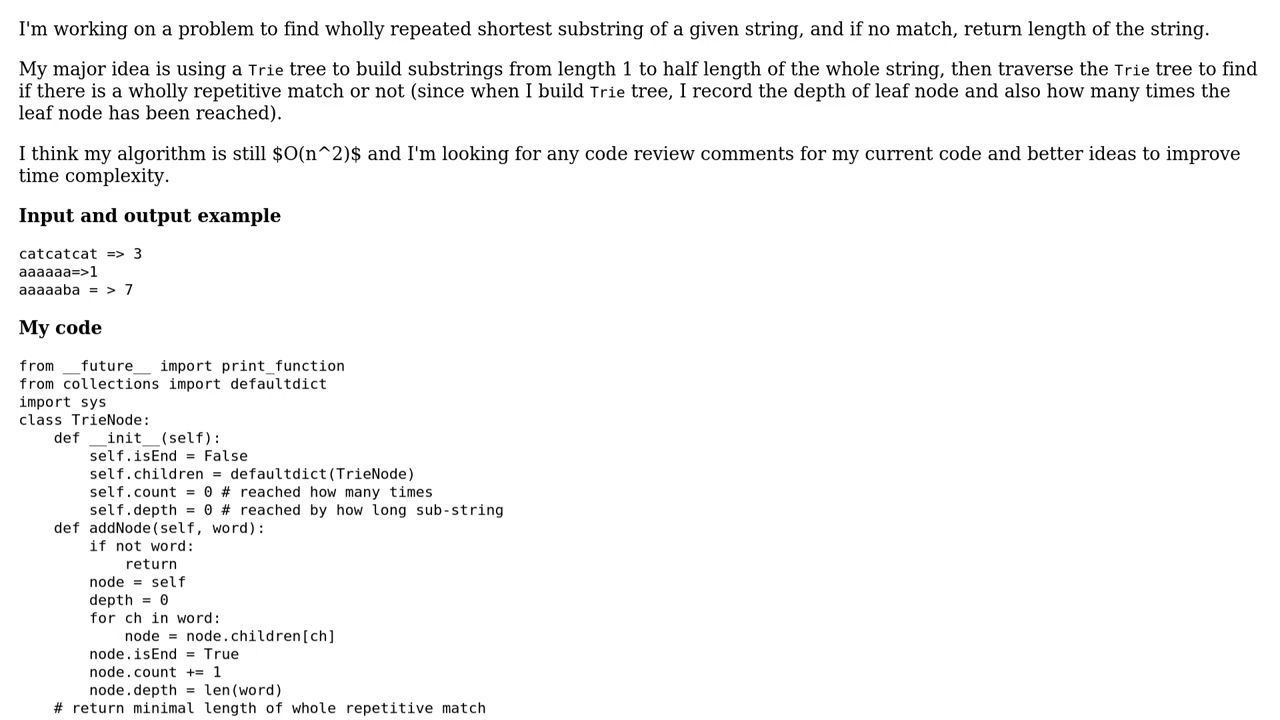 I'm working on a problem to find wholly repeated shortest substring of a given string, and if no match, return length of the string.
My major idea is using a Trie tree to build substrings from length 1 to half length of the whole string, then traverse the Trie tree to find
if there is a wholly repetitive match or not (since when I build Trie tree, I record the depth of leaf node and also how many times the
leaf node has been reached).
I think my algorithm is still $O(n^2)$ and I'm looking for any code review comments for my current code and better ideas to improve
time complexity.
Input and output example
catcatcat => 3
aaaaaa=>1
aaaaaba = > 7
My code
from __future__ import print_function
from collections import defaultdict
import sys
class TrieNode:
    def __init__(self):
        self.isEnd = False
        self.children = defaultdict(TrieNode)
        self.count = 0 # reached how many times
        self.depth = 0 # reached by how long sub-string
    def addNode(self, word):
        if not word:
            return
        node = self
        depth = 0
        for ch in word:
            node = node.children[ch]
        node.isEnd = True
        node.count += 1
        node.depth = len(word)
    # return minimal length of whole repetitive match